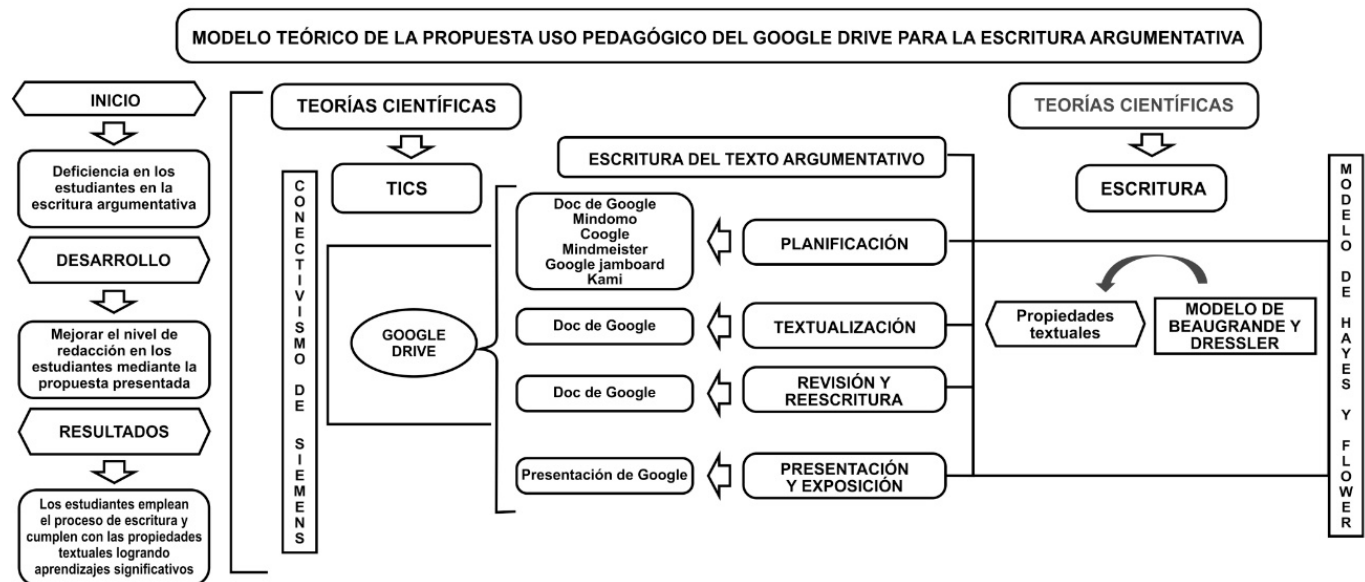 MODELO TEÓRICO DE LA PROPUESTA USO PEDAGÓGICO DEL GOOGLE DRIVE PARA LA ESCRITURA ARGUMENTATIVA
INICIO
Deficiencia en los
estudiantes en la
escritura argumentativa
DESARROLLO
Mejorar el nivel de
redacción en los
estudiantes mediante la
propuesta presentada
RESULTADOS
Los estudiantes emplean
el proceso de escritura y
cumplen con las propiedades
textuales logrando
aprendizajes significativos
CONECTIVISMO DE SIEMENS
TEORÍAS CIENTÍFICAS
TICS
GOOGLE
DRIVE
ESCRITURA DEL TEXTO ARGUMENTATIVO
Doc de Google
Mindomo
Coogle
Mindmeister
Google jamboard
Kami
PLANIFICACIÓN
Doc de Google
TEXTUALIZACIÓN
Doc de Google
REVISIÓN Y
REESCRITURA
Presentación de Google
PRESENTACIÓN
Y EXPOSICIÓN
TEORÍAS CIENTÍFICAS
ESCRITURA
Propiedades
textuales
MODELO DE
BEAUGRANDE Y
DRESSLER
MODELO DE HAYES Y FLOWER